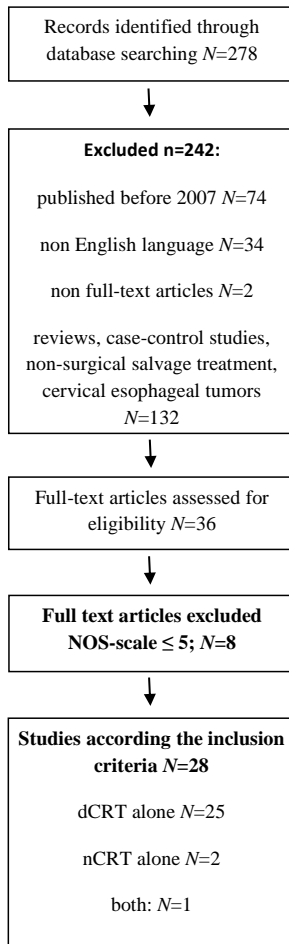 Records identified through
database searching N=278
Excluded n=242:
published before 2007 N=74
non English language N=34
non full-text articles N=2
reviews, case-control studies,
non-surgical salvage treatment,
cervical esophageal tumors
N=132
Full-text articles assessed for
eligibility N=36
Full text articles excluded
NOS-scale ≤ 5; N=8
Studies according the inclusion
criteria N=28
dCRT alone N=25
nCRT alone N=2
both: N=1